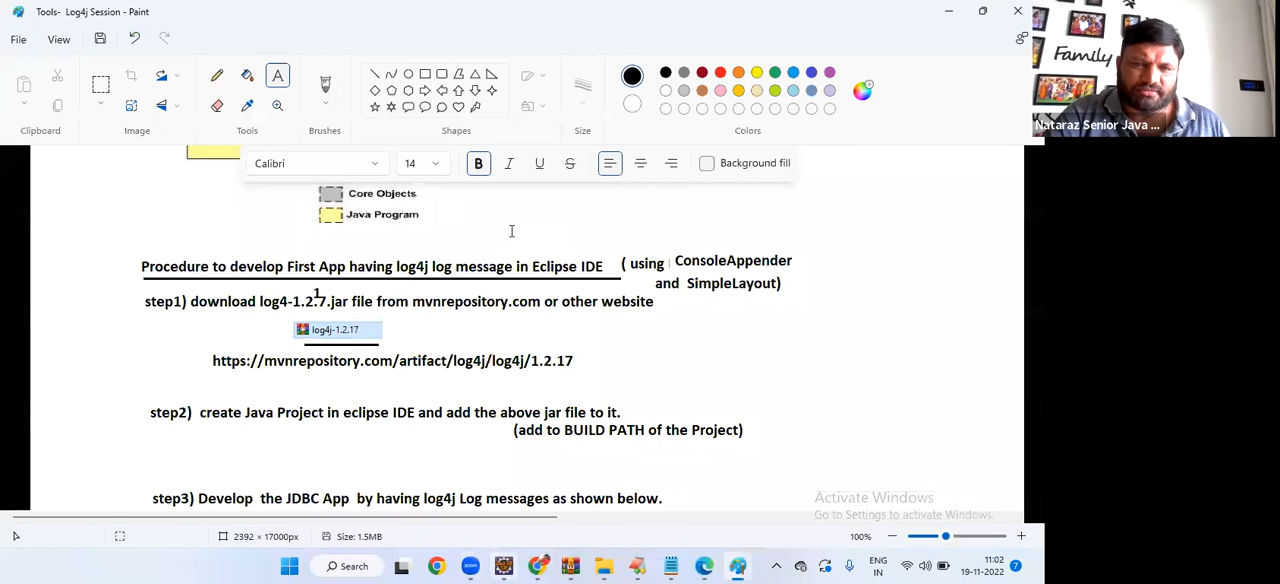 Tools- Log4j Session - Paint
File View
Clipboard
Image
Tools
Brushes
Shapes
Size
Colors
Family
Nataraz Senior Java ...
Calibri 14 B I U S Background fill
Core Objects
Java Program
Procedure to develop First App having log4j log message in Eclipse IDE ( using ConsoleAppender
and SimpleLayout)
1
step1) download log4-1.2.7.jar file from mvnrepository.com or other website
log4j-1.2.17
https://mvnrepository.com/artifact/log4j/log4j/1.2.17
step2) create Java Project in eclipse IDE and add the above jar file to it.
(add to BUILD PATH of the Project)
step3) Develop the JDBC App by having log4j Log messages as shown below.
Activate Windows
Go to Settings to activate Windows.
2392 × 17000px Size: 1.5MB 100%
Search
ENG
IN
11:02
19-11-2022
7